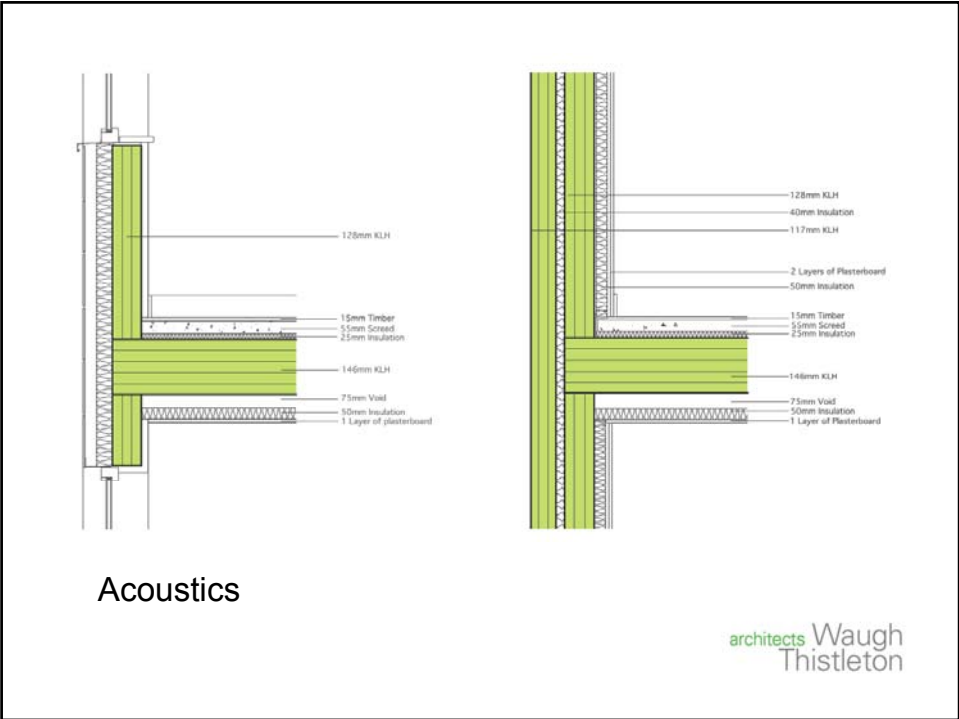 128mm KLH
15mm Timber
55mm Screed
25mm Insulation
146mm KLH
75mm Void
50mm Insulation
1 Layer of plasterboard
128mm KLH
40mm Insulation
117mm KLH
2 Layers of Plasterboard
50mm Insulation
15mm Timber
55mm Screed
25mm Insulation
146mm KLH
75mm Void
50mm Insulation
1 Layer of Plasterboard
Acoustics
architects Waugh
Thistleton